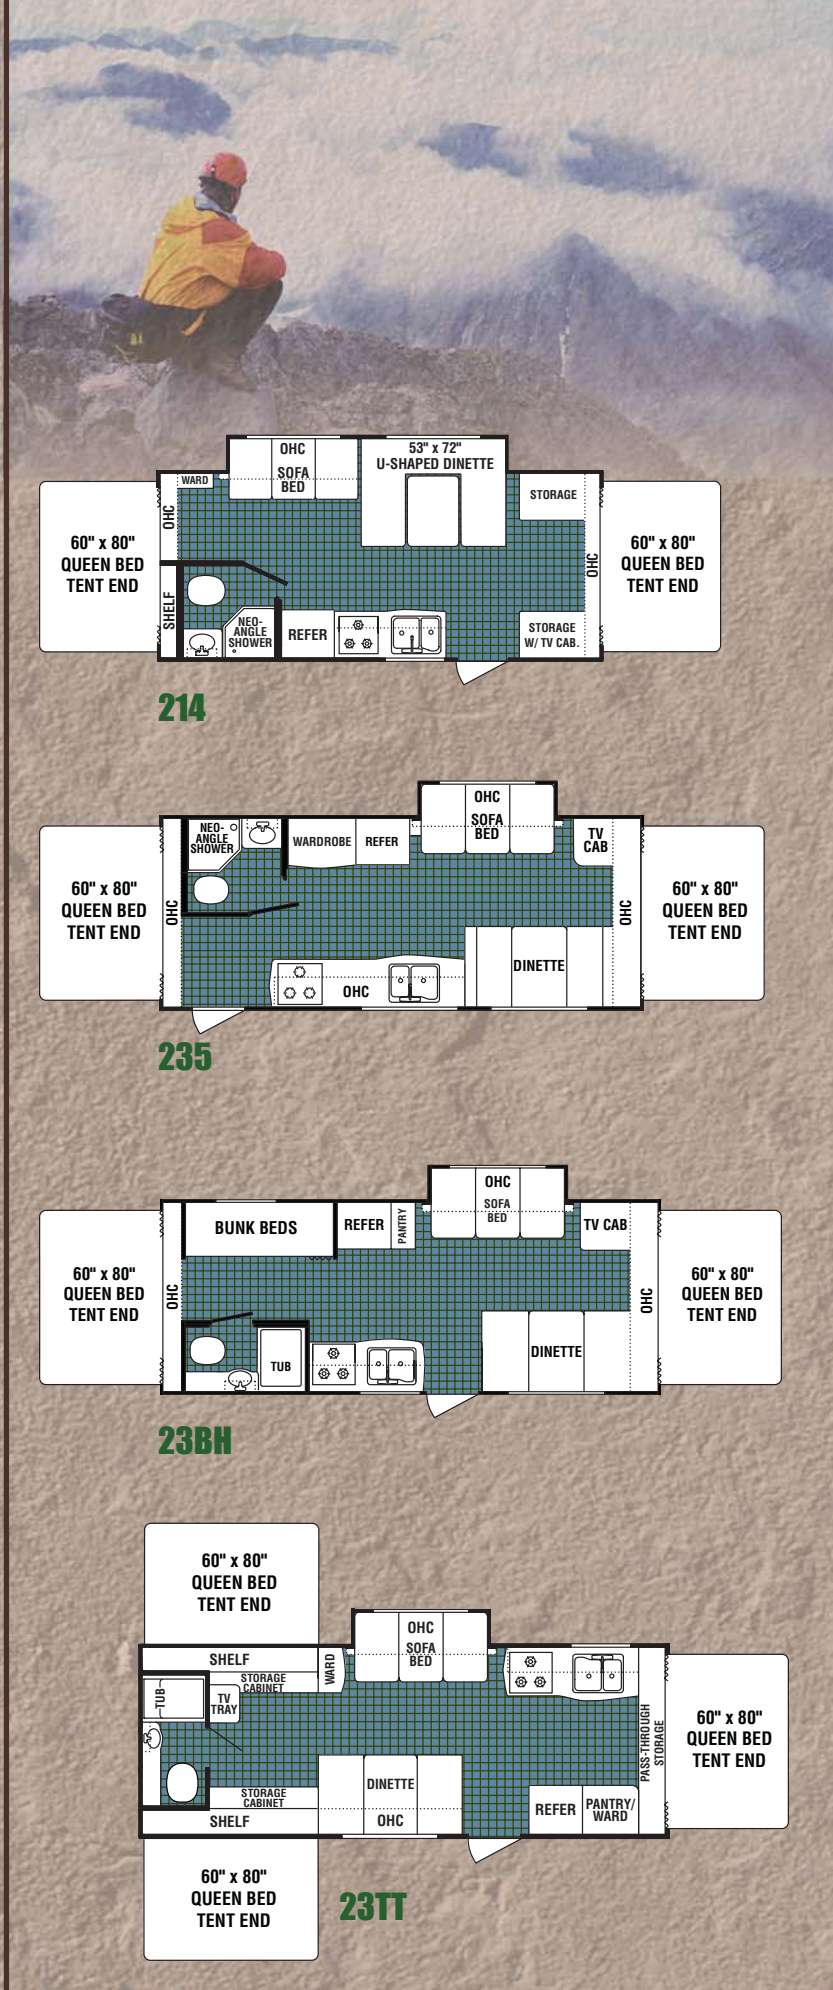 OHC
SOFA
BED
53" x 72"
U-SHAPED DINETTE
WARD
STORAGE
OHC
60" x 80"
QUEEN BED
TENT END
60" x 80"
QUEEN BED
TENT END
OHC
SHELF
NEO-
ANGLE
SHOWER
REFER
STORAGE
W/ TV CAB.
214
OHC
SOFA
BED
NEO-
ANGLE
SHOWER
WARDROBE
REFER
TV
CAB
60" x 80"
QUEEN BED
TENT END
OHC
OHC
60" x 80"
QUEEN BED
TENT END
DINETTE
OHC
235
OHC
SOFA
BED
BUNK BEDS
REFER
PANTRY
TV CAB
60" x 80"
QUEEN BED
TENT END
OHC
OHC
60" x 80"
QUEEN BED
TENT END
TUB
DINETTE
23BH
60" x 80"
QUEEN BED
TENT END
OHC
SOFA
BED
SHELF
WARD
STORAGE
CABINET
TUB
TV
TRAY
PASS-THROUGH
STORAGE
60" x 80"
QUEEN BED
TENT END
DINETTE
OHC
STORAGE
CABINET
SHELF
REFER
PANTRY/
WARD
60" x 80"
QUEEN BED
TENT END
23TT